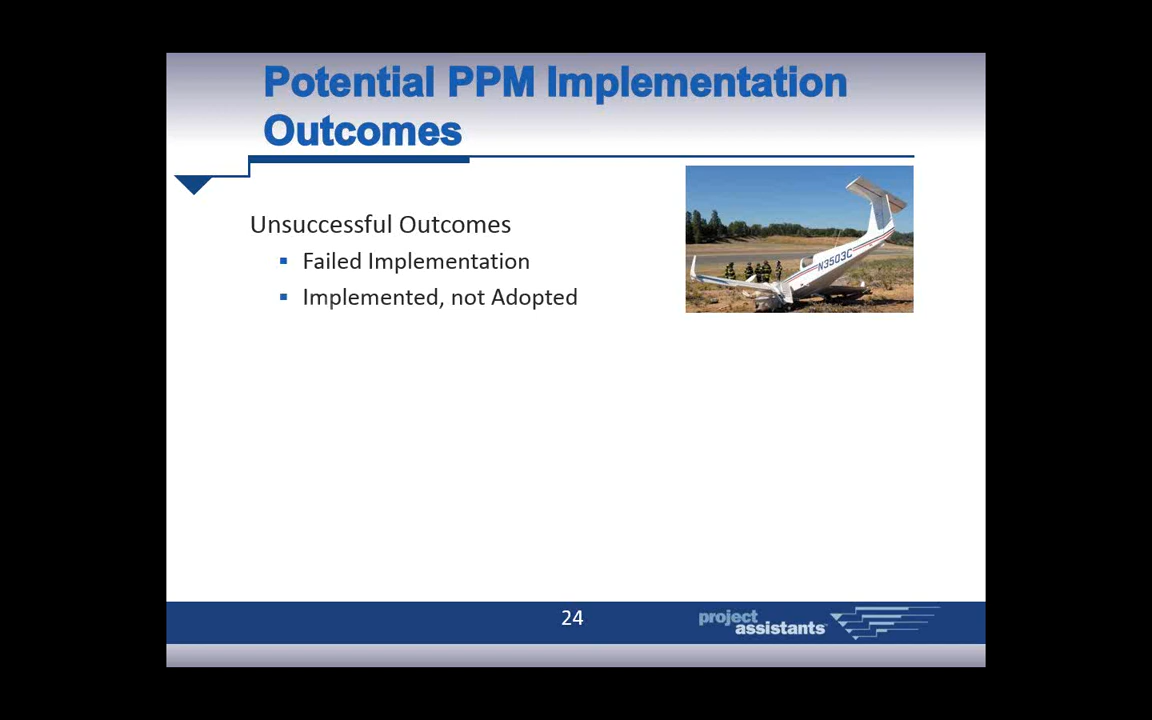 Potential PPM Implementation
Outcomes
Unsuccessful Outcomes
▪ Failed Implementation
▪ Implemented, not Adopted
N3503C
24
project
assistants